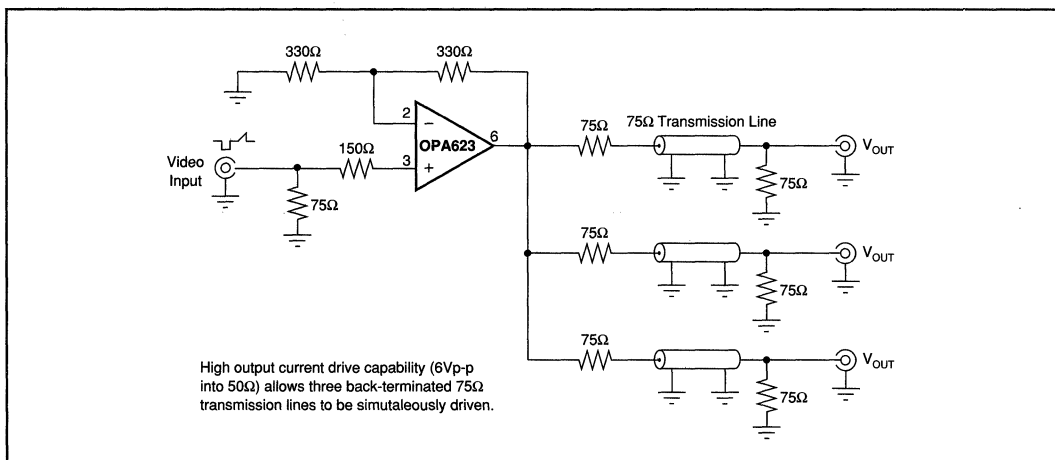 330Ω 330Ω
2
6
OPA623
3
75Ω
75Ω Transmission Line
V_OUT
Video
Input
150Ω
75Ω
75Ω
75Ω
V_OUT
75Ω
75Ω
V_OUT
75Ω
High output current drive capability (6Vp-p
into 50Ω) allows three back-terminated 75Ω
transmission lines to be simutaleously driven.